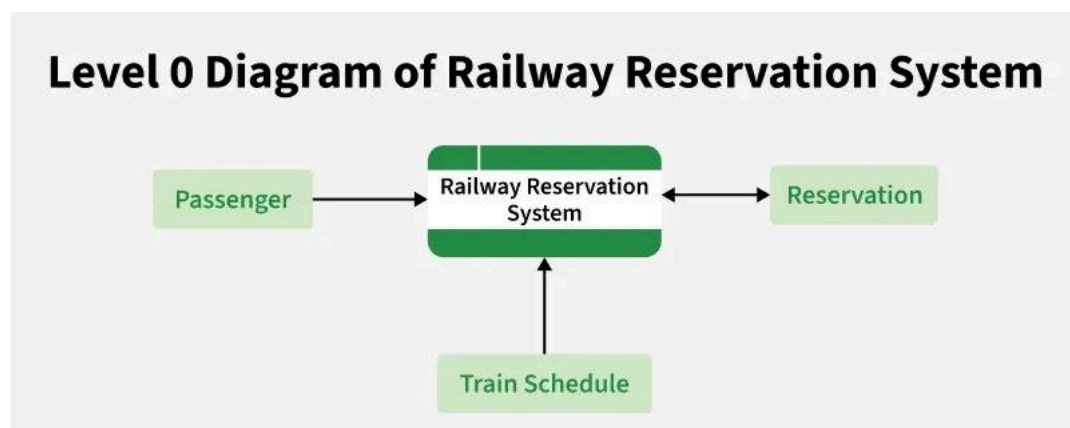 Level 0 Diagram of Railway Reservation System
Passenger
Railway Reservation
System
Reservation
Train Schedule